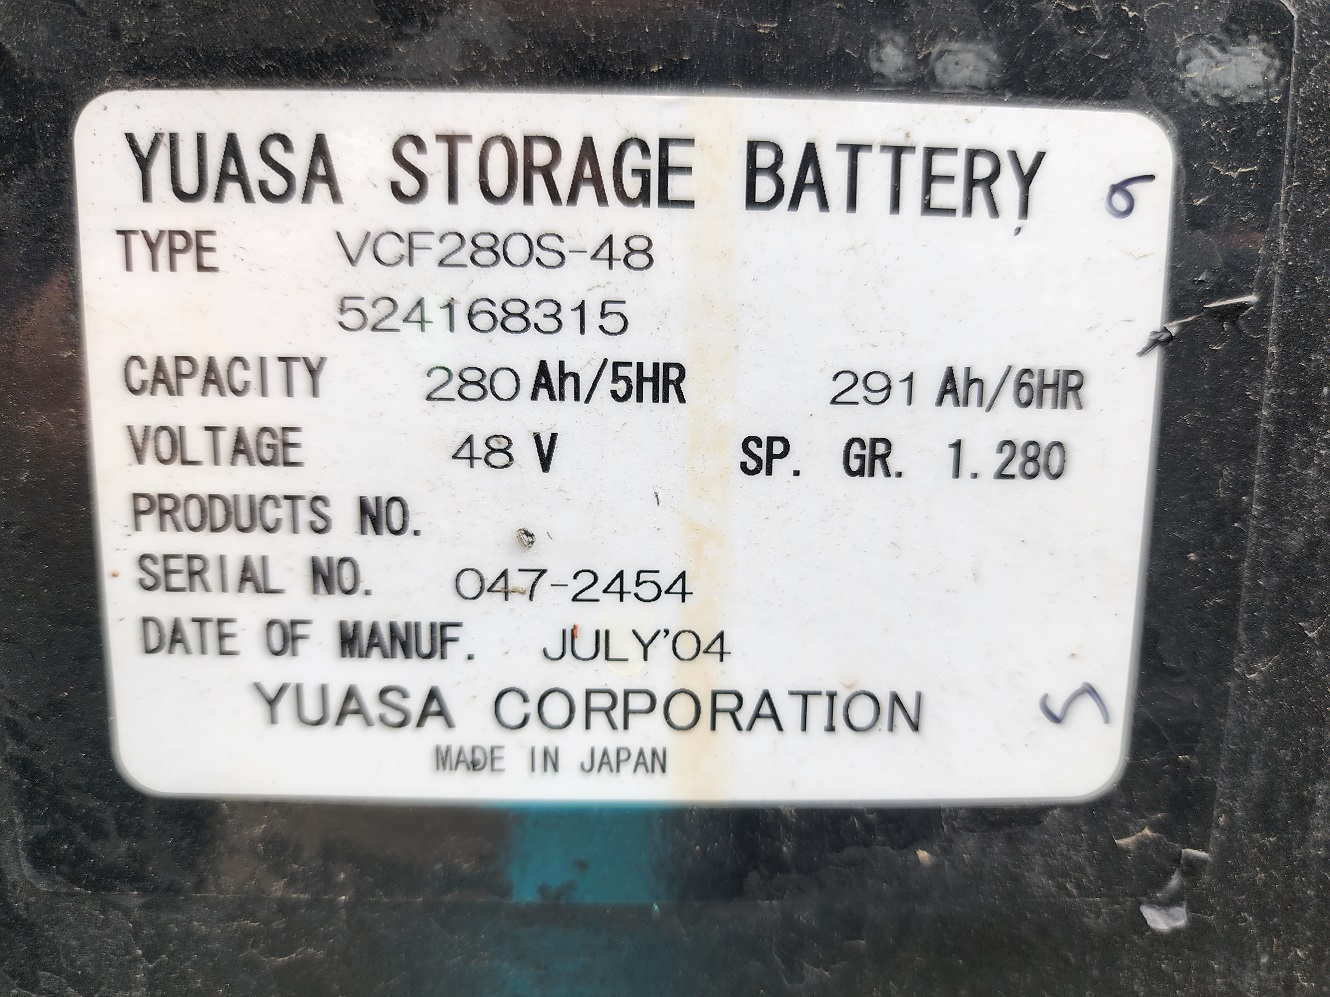 YUASA STORAGE BATTERY 6
TYPE VCF280S-48
524168315
CAPACITY 280 Ah/5HR 291 Ah/6HR
VOLTAGE 48 V SP. GR. 1.280
PRODUCTS NO.
SERIAL NO. 047-2454
DATE OF MANUF. JULY'04
YUASA CORPORATION
MADE IN JAPAN